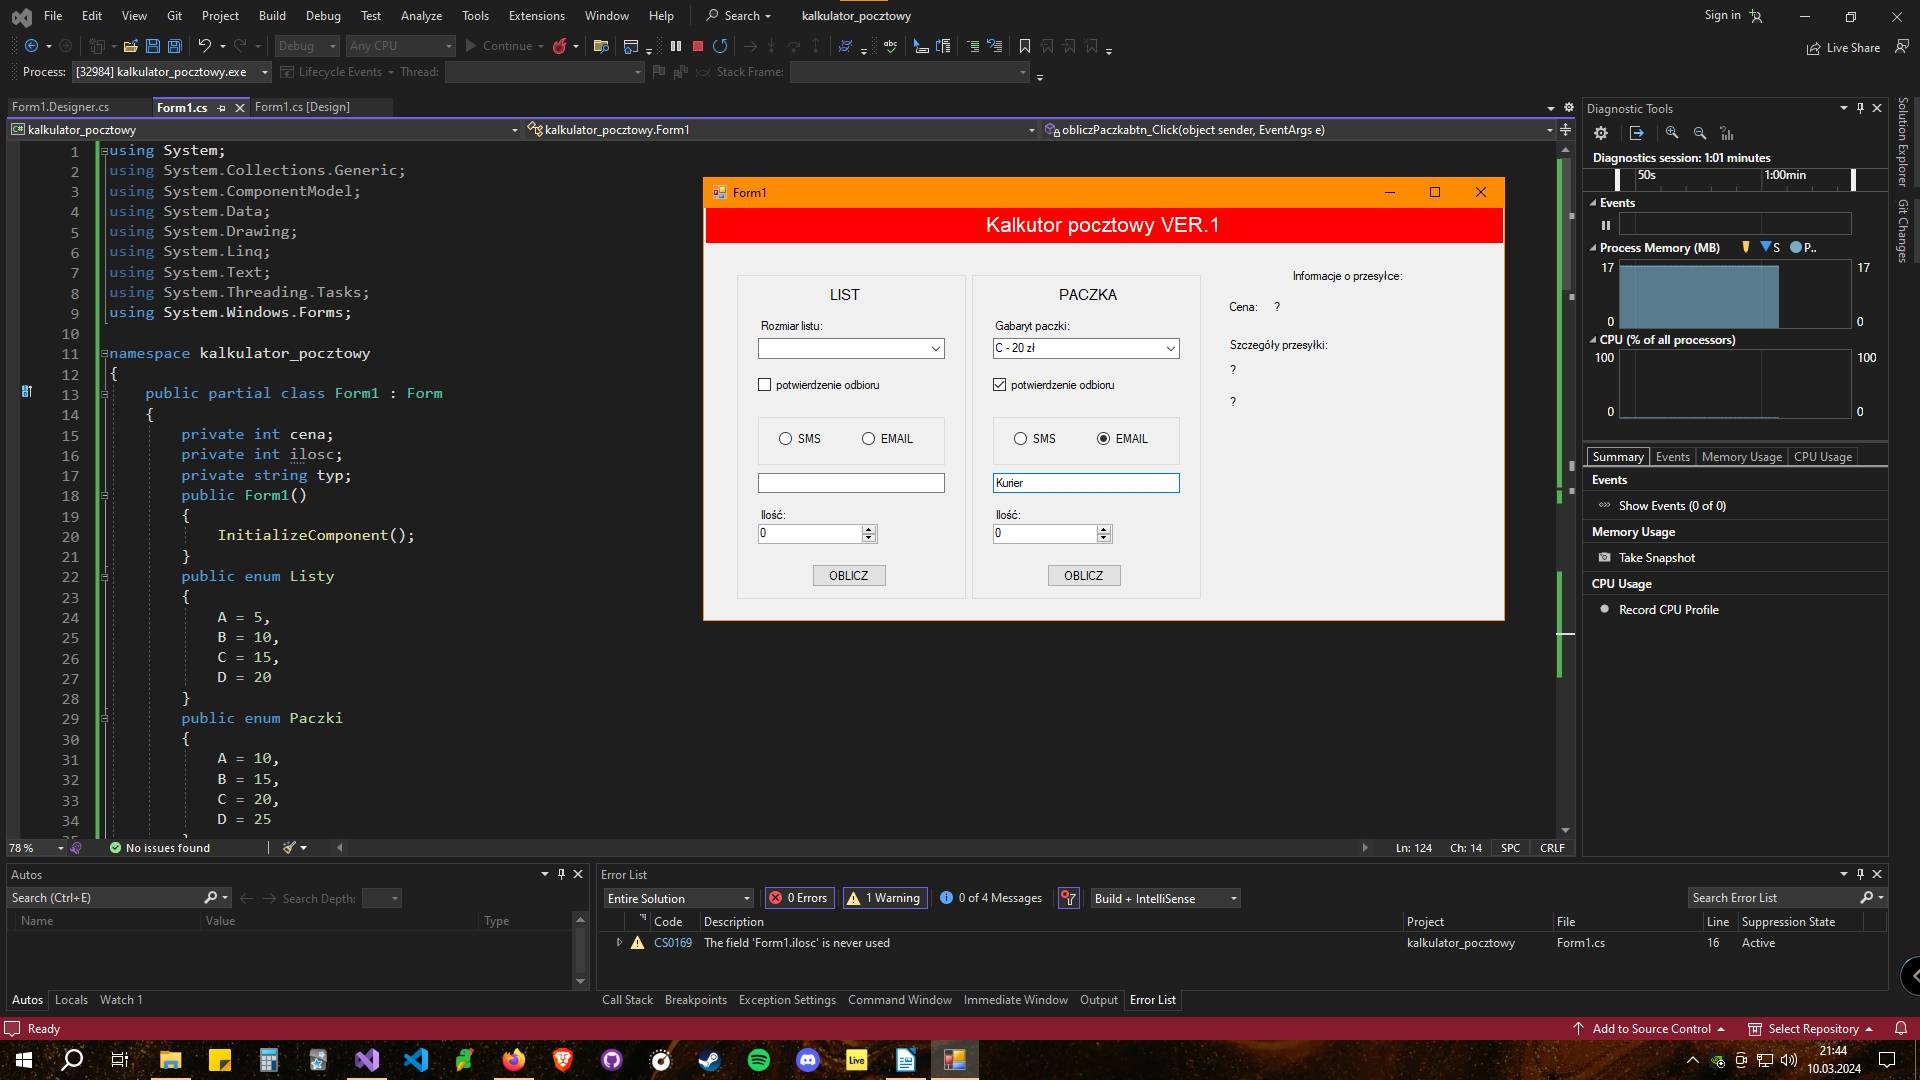 File Edit View Git Project Build Debug Test Analyze Tools Extensions Window Help Search kalkulator_pocztowy Sign in
Debug Any CPU Continue Live Share
Process: [32984] kalkulator_pocztowy.exe Lifecycle Events Thread: Stack Frame:
Form1.Designer.cs Form1.cs Form1.cs [Design]
kalkulator_pocztowy kalkulator_pocztowy.Form1 obliczPaczkabtn_Click(object sender, EventArgs e)
1 using System;
2 using System.Collections.Generic;
3 using System.ComponentModel;
4 using System.Data;
5 using System.Drawing;
6 using System.Linq;
7 using System.Text;
8 using System.Threading.Tasks;
9 using System.Windows.Forms;
10
11 namespace kalkulator_pocztowy
12 {
13 public partial class Form1 : Form
14 {
15 private int cena;
16 private int ilosc;
17 private string typ;
18 public Form1()
19 {
20 InitializeComponent();
21 }
22 public enum Listy
23 {
24 A = 5,
25 B = 10,
26 C = 15,
27 D = 20
28 }
29 public enum Paczki
30 {
31 A = 10,
32 B = 15,
33 C = 20,
34 D = 25
35 }
78 % No issues found Ln: 124 Ch: 14 SPC CRLF
Form1
Kalkutor pocztowy VER.1
LIST
Rozmiar listu:
potwierdzenie odbioru
SMS EMAIL
Ilość:
0
OBLICZ
PACZKA
Gabaryt paczki:
C - 20 zł
potwierdzenie odbioru
SMS EMAIL
Kurier
Ilość:
0
OBLICZ
Informacje o przesyłce:
Cena: ?
Szczegóły przesyłki:
?
?
Diagnostic Tools
Diagnostics session: 1:01 minutes
50s 1:00min
Events
Process Memory (MB) S P..
17 17
0 0
CPU (% of all processors)
100 100
0 0
Summary Events Memory Usage CPU Usage
Events
Show Events (0 of 0)
Memory Usage
Take Snapshot
CPU Usage
Record CPU Profile
Solution Explorer
Git Changes
Autos
Search (Ctrl+E) Search Depth:
Name Value Type
Autos Locals Watch 1
Error List
Entire Solution 0 Errors 1 Warning 0 of 4 Messages Build + IntelliSense Search Error List
Code Description Project File Line Suppression State
CS0169 The field 'Form1.ilosc' is never used kalkulator_pocztowy Form1.cs 16 Active
Call Stack Breakpoints Exception Settings Command Window Immediate Window Output Error List
Ready Add to Source Control Select Repository
Live
21:44
10.03.2024